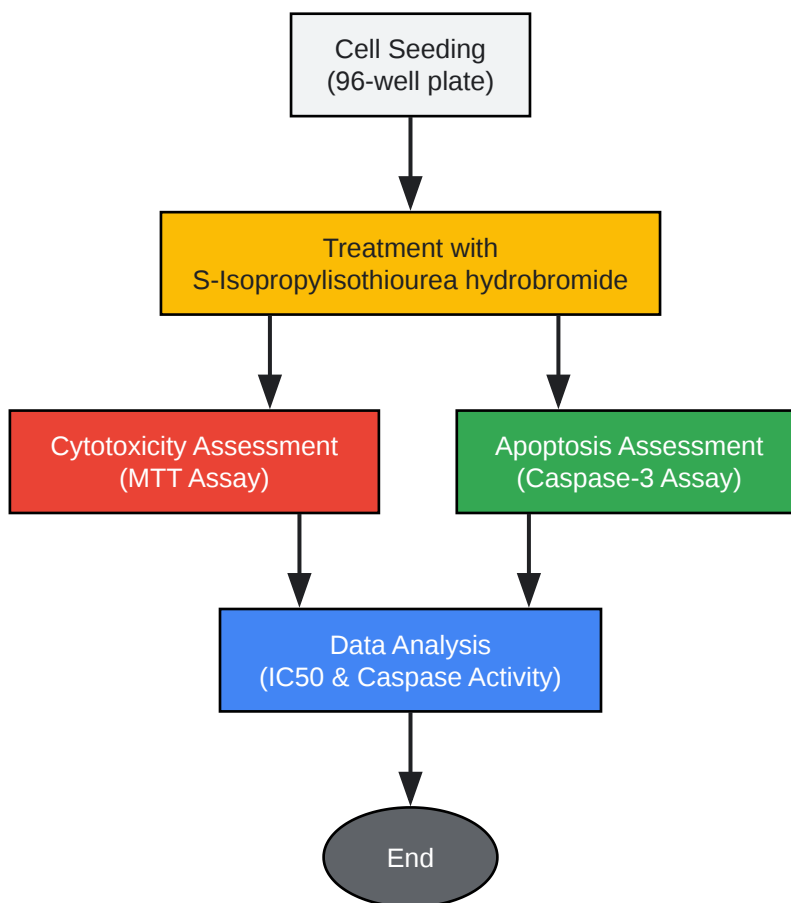 Cell Seeding
(96-well plate)
Treatment with
S-Isopropylisothiourea hydrobromide
Cytotoxicity Assessment
(MTT Assay)
Apoptosis Assessment
(Caspase-3 Assay)
Data Analysis
(IC50 & Caspase Activity)
End